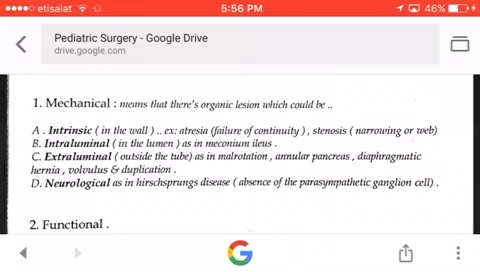 etisalat 5:56 PM 46%
Pediatric Surgery - Google Drive
drive.google.com
1. Mechanical : means that there's organic lesion which could be ..
A . Intrinsic ( in the wall ) .. ex: atresia (failure of continuity) , stenosis ( narrowing or web)
B. Intraluminal ( in the lumen ) as in meconium ileus .
C. Extraluminal ( outside the tube) as in malrotation , annular pancreas , diaphragmatic
hernia , volvulus & duplication .
D. Neurological as in hirschsprungs disease ( absence of the parasympathetic ganglion cell) .
2. Functional .
G